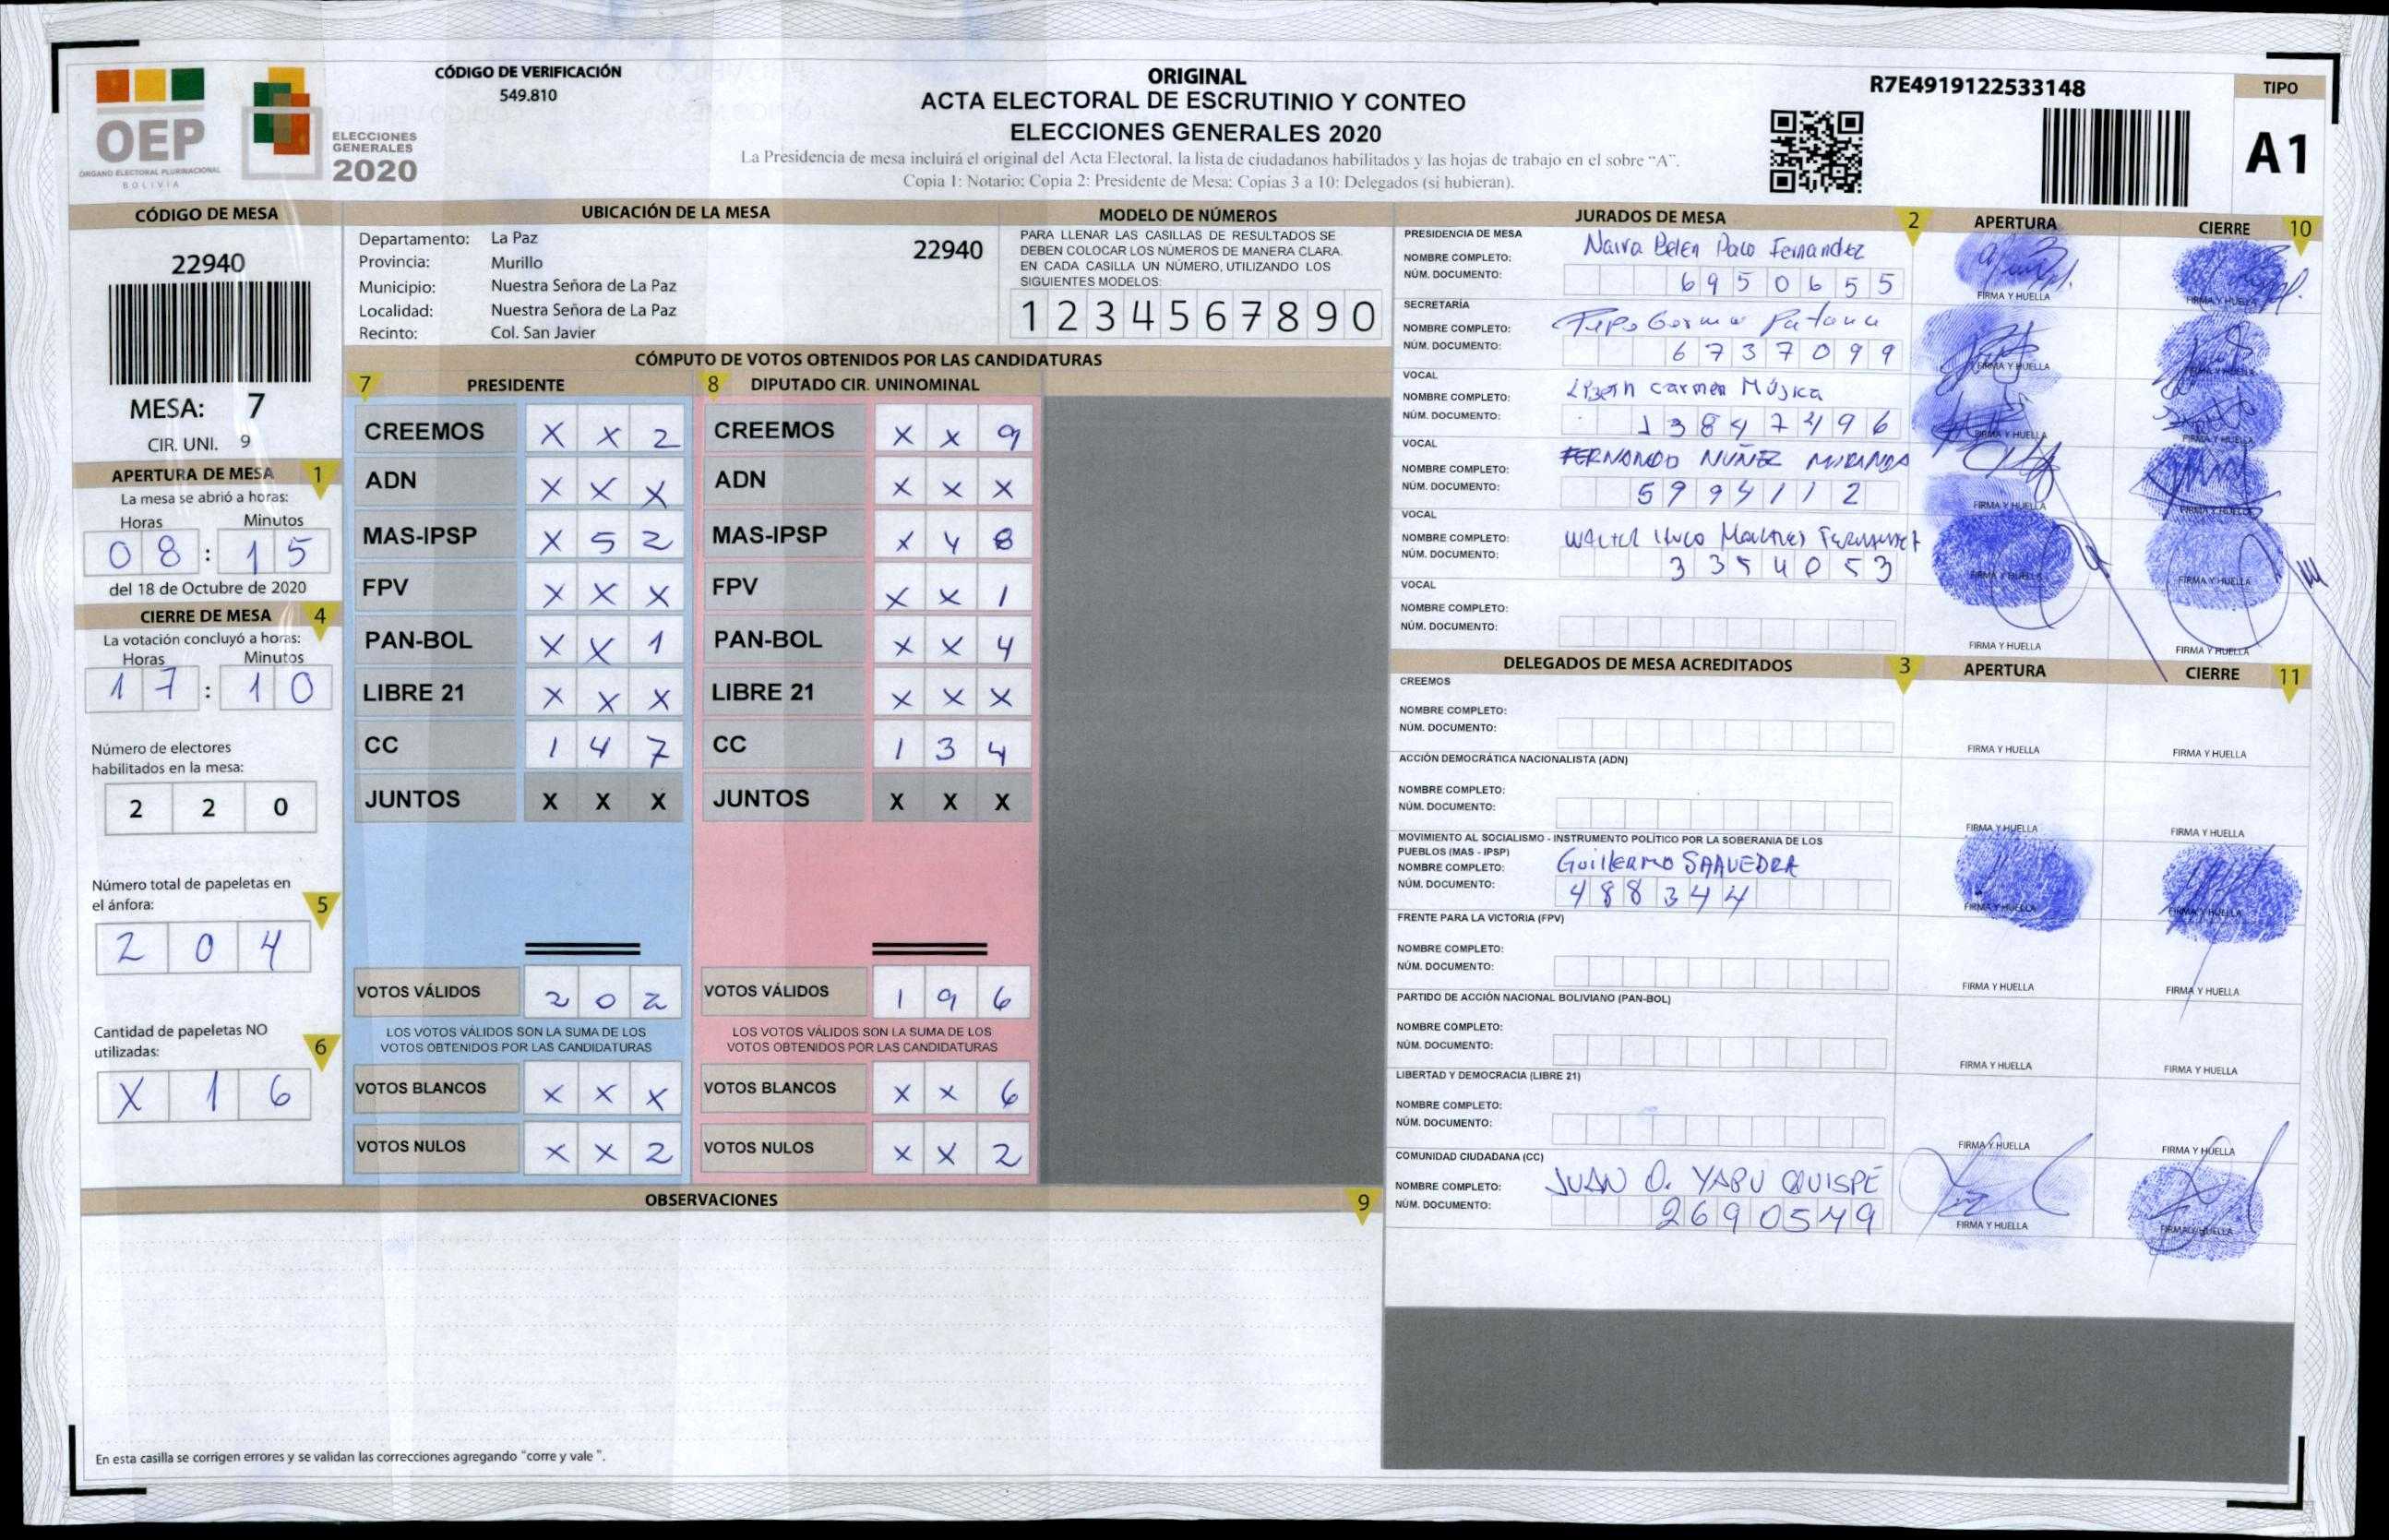 OEP
ÓRGANO ELECTORAL PLURINACIONAL
BOLIVIA
ELECCIONES
GENERALES
2020
CÓDIGO DE VERIFICACIÓN
549.810
ORIGINAL
ACTA ELECTORAL DE ESCRUTINIO Y CONTEO
ELECCIONES GENERALES 2020
La Presidencia de mesa incluirá el original del Acta Electoral, la lista de ciudadanos habilitados y las hojas de trabajo en el sobre "A".
Copia 1: Notario; Copia 2: Presidente de Mesa; Copias 3 a 10: Delegados (si hubieran).
R7E4919122533148
TIPO
A1
CÓDIGO DE MESA
22940
MESA: 7
CIR. UNI. 9
APERTURA DE MESA 1
La mesa se abrió a horas:
Horas Minutos
08 : 15
del 18 de Octubre de 2020
CIERRE DE MESA 4
La votación concluyó a horas:
Horas Minutos
17 : 10
Número de electores
habilitados en la mesa:
2 2 0
Número total de papeletas en
el ánfora: 5
2 0 4
Cantidad de papeletas NO
utilizadas: 6
X 1 6
UBICACIÓN DE LA MESA
Departamento: La Paz 22940
Provincia: Murillo
Municipio: Nuestra Señora de La Paz
Localidad: Nuestra Señora de La Paz
Recinto: Col. San Javier
MODELO DE NÚMEROS
PARA LLENAR LAS CASILLAS DE RESULTADOS SE
DEBEN COLOCAR LOS NÚMEROS DE MANERA CLARA.
EN CADA CASILLA UN NÚMERO, UTILIZANDO LOS
SIGUIENTES MODELOS:
1 2 3 4 5 6 7 8 9 0
CÓMPUTO DE VOTOS OBTENIDOS POR LAS CANDIDATURAS
7 PRESIDENTE
CREEMOS X X 2
ADN X X X
MAS-IPSP X 5 2
FPV X X X
PAN-BOL X X 1
LIBRE 21 X X X
CC 1 4 7
JUNTOS X X X
VOTOS VÁLIDOS 2 0 2
LOS VOTOS VÁLIDOS SON LA SUMA DE LOS
VOTOS OBTENIDOS POR LAS CANDIDATURAS
VOTOS BLANCOS X X X
VOTOS NULOS X X 2
8 DIPUTADO CIR. UNINOMINAL
CREEMOS X X 9
ADN X X X
MAS-IPSP X 4 8
FPV X X 1
PAN-BOL X X 4
LIBRE 21 X X X
CC 1 3 4
JUNTOS X X X
VOTOS VÁLIDOS 1 9 6
LOS VOTOS VÁLIDOS SON LA SUMA DE LOS
VOTOS OBTENIDOS POR LAS CANDIDATURAS
VOTOS BLANCOS X X 6
VOTOS NULOS X X 2
OBSERVACIONES 9
En esta casilla se corrigen errores y se validan las correcciones agregando "corre y vale ".
JURADOS DE MESA 2 APERTURA CIERRE 10
PRESIDENCIA DE MESA
NOMBRE COMPLETO: Naira Belen Paco Fernandez
NÚM. DOCUMENTO: 6950655
FIRMA Y HUELLA FIRMA Y HUELLA
SECRETARÍA
NOMBRE COMPLETO:
NÚM. DOCUMENTO: 6737099
FIRMA Y HUELLA FIRMA Y HUELLA
VOCAL
NOMBRE COMPLETO: Carmen Mújica
NÚM. DOCUMENTO:
FIRMA Y HUELLA FIRMA Y HUELLA
VOCAL
NOMBRE COMPLETO: FERNANDO NUÑEZ MIRANDA
NÚM. DOCUMENTO: 5994112
FIRMA Y HUELLA FIRMA Y HUELLA
VOCAL
NOMBRE COMPLETO: Walter Hugo
NÚM. DOCUMENTO: 3354053
FIRMA Y HUELLA FIRMA Y HUELLA
VOCAL
NOMBRE COMPLETO:
NÚM. DOCUMENTO:
FIRMA Y HUELLA FIRMA Y HUELLA
DELEGADOS DE MESA ACREDITADOS 3 APERTURA CIERRE 11
CREEMOS
NOMBRE COMPLETO:
NÚM. DOCUMENTO:
FIRMA Y HUELLA FIRMA Y HUELLA
ACCIÓN DEMOCRÁTICA NACIONALISTA (ADN)
NOMBRE COMPLETO:
NÚM. DOCUMENTO:
FIRMA Y HUELLA FIRMA Y HUELLA
MOVIMIENTO AL SOCIALISMO - INSTRUMENTO POLÍTICO POR LA SOBERANIA DE LOS
PUEBLOS (MAS - IPSP)
NOMBRE COMPLETO: Guillermo SAAVEDRA
NÚM. DOCUMENTO: 488344
FIRMA Y HUELLA FIRMA Y HUELLA
FRENTE PARA LA VICTORIA (FPV)
NOMBRE COMPLETO:
NÚM. DOCUMENTO:
FIRMA Y HUELLA FIRMA Y HUELLA
PARTIDO DE ACCIÓN NACIONAL BOLIVIANO (PAN-BOL)
NOMBRE COMPLETO:
NÚM. DOCUMENTO:
FIRMA Y HUELLA FIRMA Y HUELLA
LIBERTAD Y DEMOCRACIA (LIBRE 21)
NOMBRE COMPLETO:
NÚM. DOCUMENTO:
FIRMA Y HUELLA FIRMA Y HUELLA
COMUNIDAD CIUDADANA (CC)
NOMBRE COMPLETO: JUAN O. YABU QUISPE
NÚM. DOCUMENTO: 2690549
FIRMA Y HUELLA FIRMA Y HUELLA